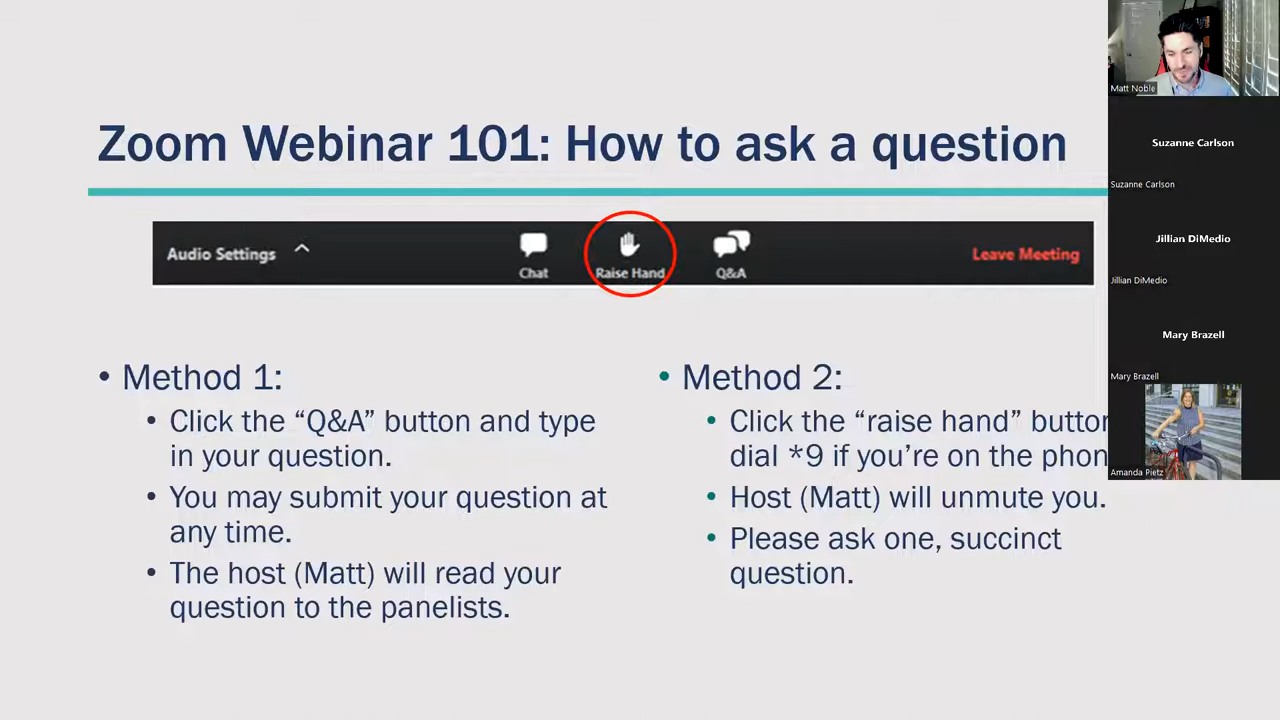 Zoom Webinar 101: How to ask a question
Audio Settings
Chat
Raise Hand
Q&A
Leave Meeting
• Method 1:
• Click the “Q&A” button and type
in your question.
• You may submit your question at
any time.
• The host (Matt) will read your
question to the panelists.
• Method 2:
• Click the “raise hand”
dial *9 if you’re on the
• Host (Matt) will unmute you.
• Please ask one, succinct
question.
Matt Noble
Suzanne Carlson
Suzanne Carlson
Jillian DiMedio
Jillian DiMedio
Mary Brazell
Mary Brazell
Amanda Pietz